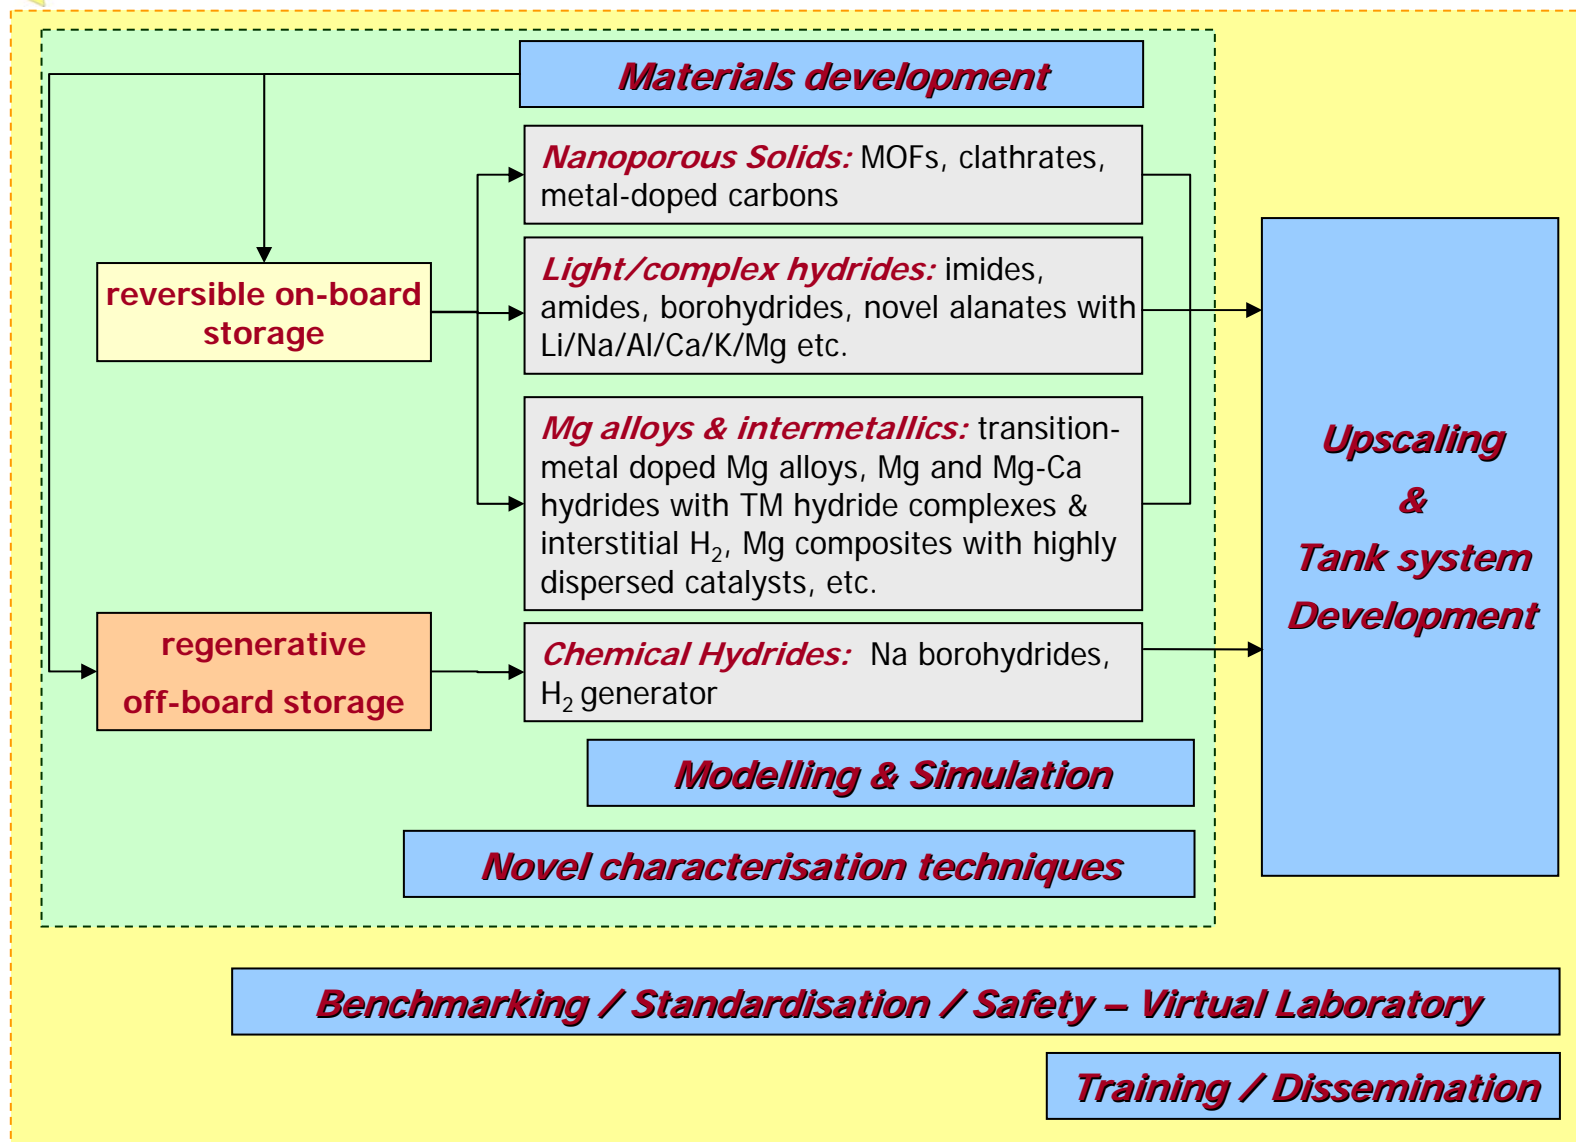 Materials development
Nanoporous Solids: MOFs, clathrates,
metal-doped carbons
Light/complex hydrides: imides,
amides, borohydrides, novel alanates with
Li/Na/Al/Ca/K/Mg etc.
reversible on-board
storage
Mg alloys & intermetallics: transition-
metal doped Mg alloys, Mg and Mg-Ca
hydrides with TM hydride complexes &
interstitial H₂, Mg composites with highly
dispersed catalysts, etc.
regenerative
off-board storage
Chemical Hydrides: Na borohydrides,
H₂ generator
Upscaling
&
Tank system
Development
Modelling & Simulation
Novel characterisation techniques
Benchmarking / Standardisation / Safety – Virtual Laboratory
Training / Dissemination